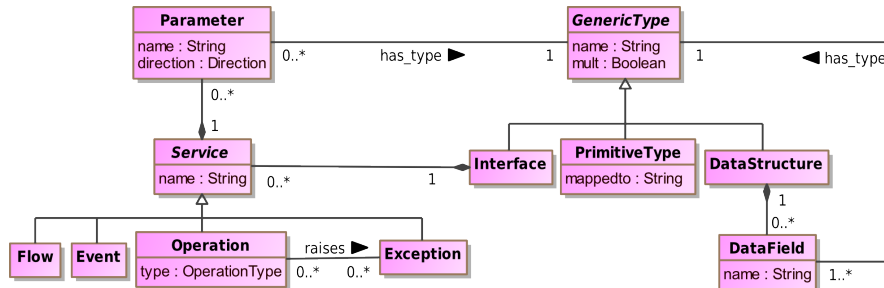 Parameter
name : String
direction : Direction
0..*
has_type
1
GenericType
name : String
mult : Boolean
1
has_type
0..*
1
Service
name : String
0..*
1
Interface
PrimitiveType
mappedto : String
DataStructure
1
0..*
Flow
Event
Operation
type : OperationType
raises
0..*
0..*
Exception
DataField
name : String
1..*